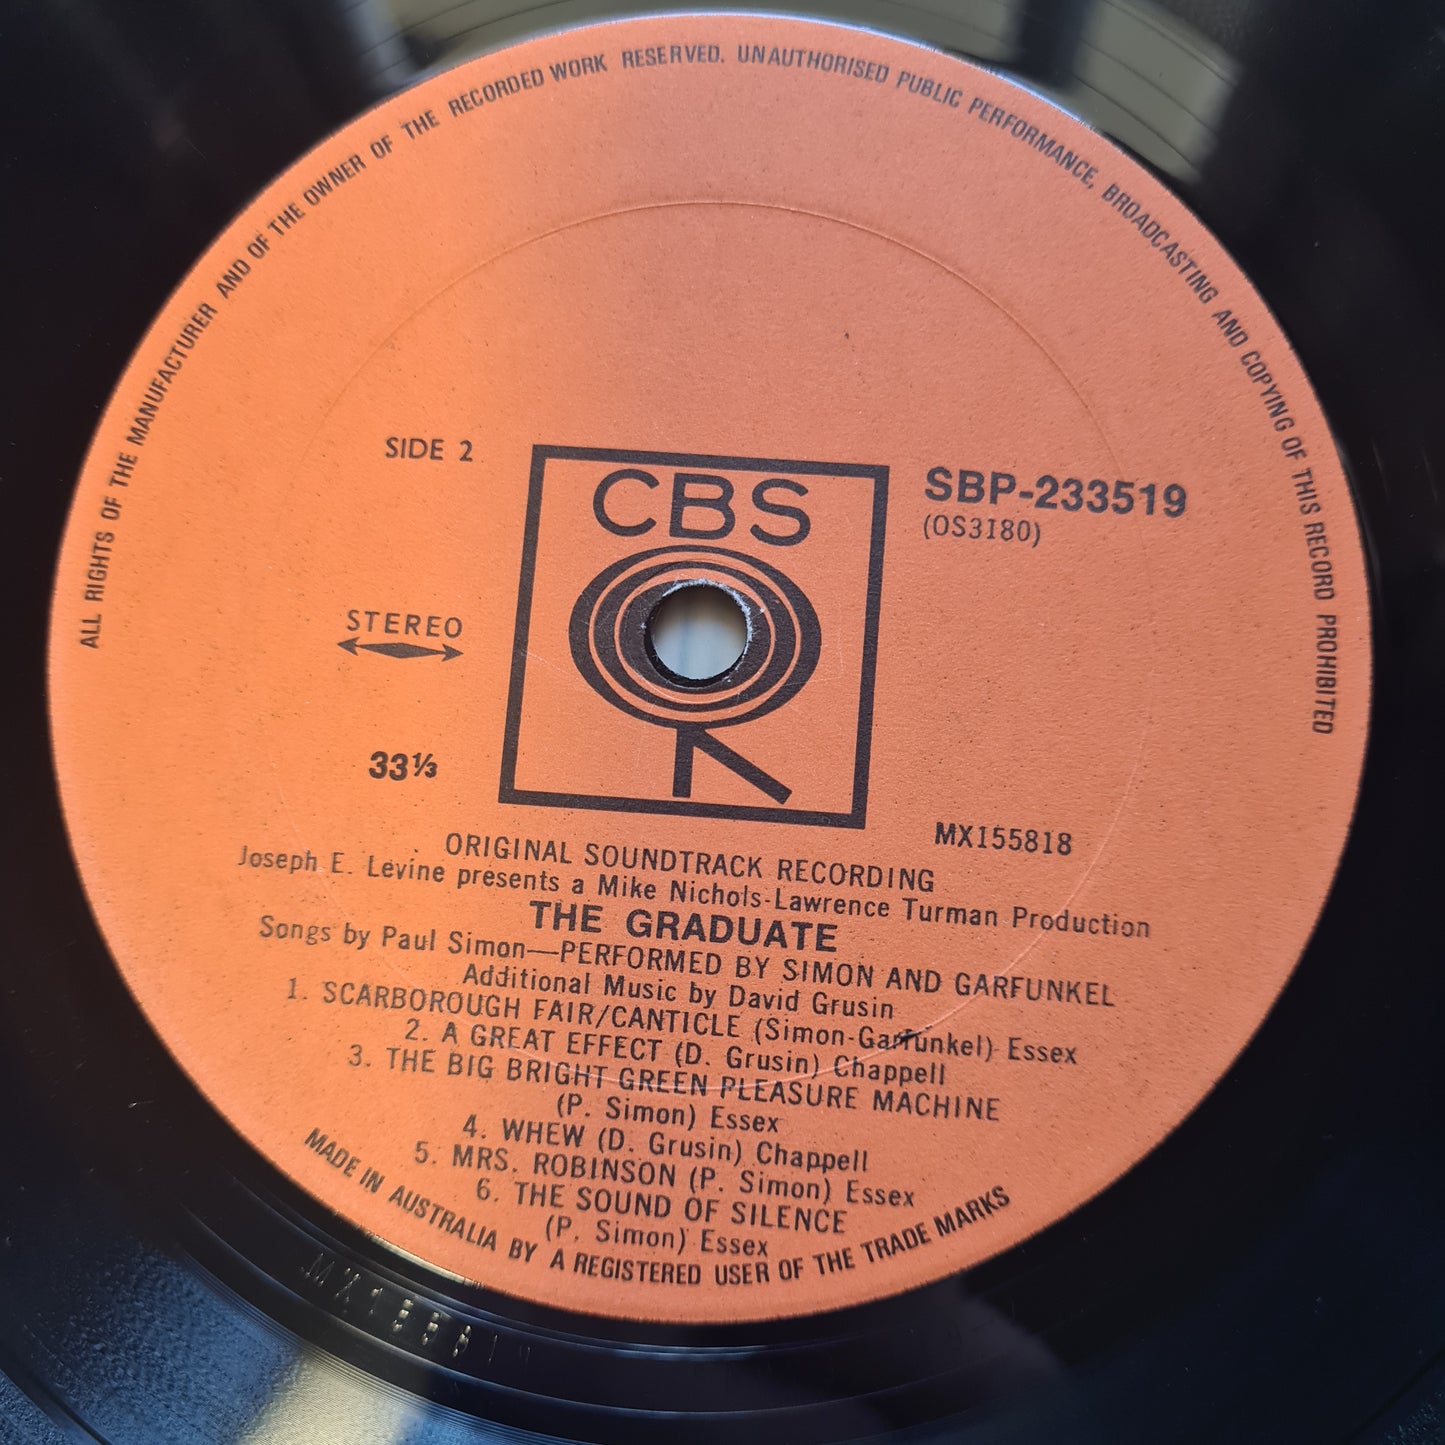 ALL RIGHTS OF THE MANUFACTURER AND OF THE OWNER OF THE RECORDED WORK RESERVED. UNAUTHORISED PUBLIC PERFORMANCE, BROADCASTING AND COPYING OF THIS RECORD PROHIBITED
SIDE 2
CBS
SBP-233519
(OS3180)
STEREO
33⅓
MX155818
ORIGINAL SOUNDTRACK RECORDING
Joseph E. Levine presents a Mike Nichols-Lawrence Turman Production
THE GRADUATE
Songs by Paul Simon—PERFORMED BY SIMON AND GARFUNKEL
Additional Music by David Grusin
1. SCARBOROUGH FAIR/CANTICLE (Simon-Garfunkel) Essex
2. A GREAT EFFECT (D. Grusin) Chappell
3. THE BIG BRIGHT GREEN PLEASURE MACHINE
(P. Simon) Essex
4. WHEW (D. Grusin) Chappell
5. MRS. ROBINSON (P. Simon) Essex
6. THE SOUND OF SILENCE
(P. Simon) Essex
MADE IN AUSTRALIA BY A REGISTERED USER OF THE TRADE MARKS